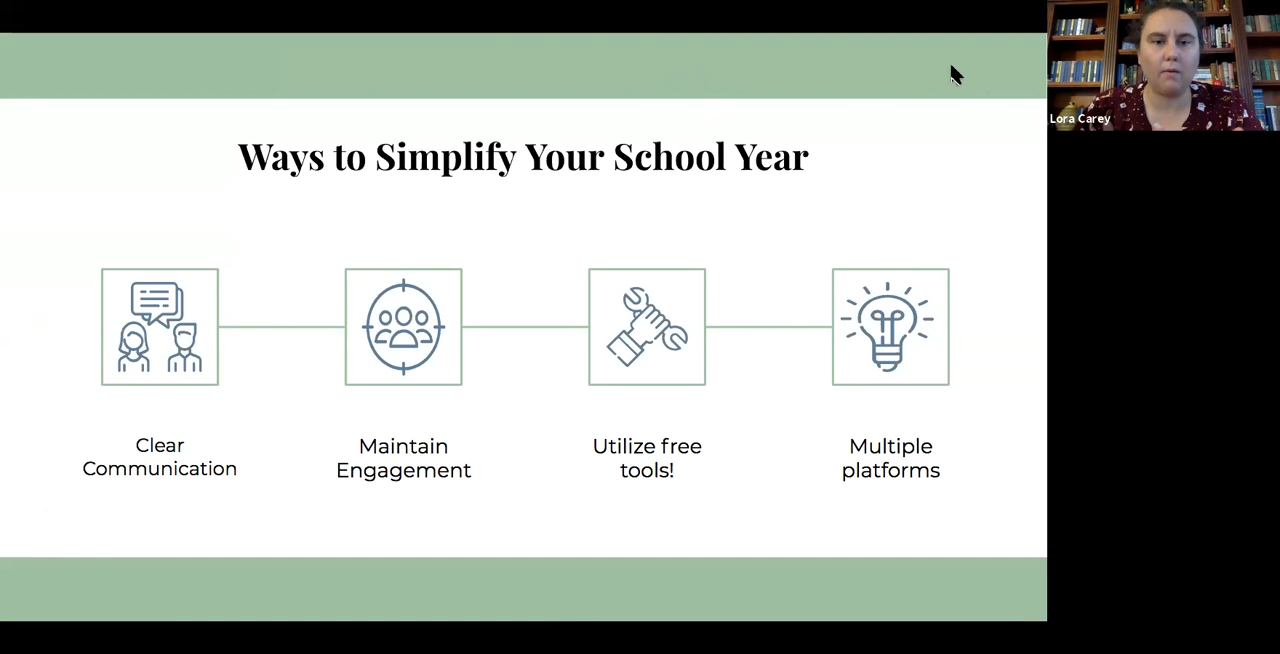 Lora Carey
Ways to Simplify Your School Year
Clear
Communication
Maintain
Engagement
Utilize free
tools!
Multiple
platforms